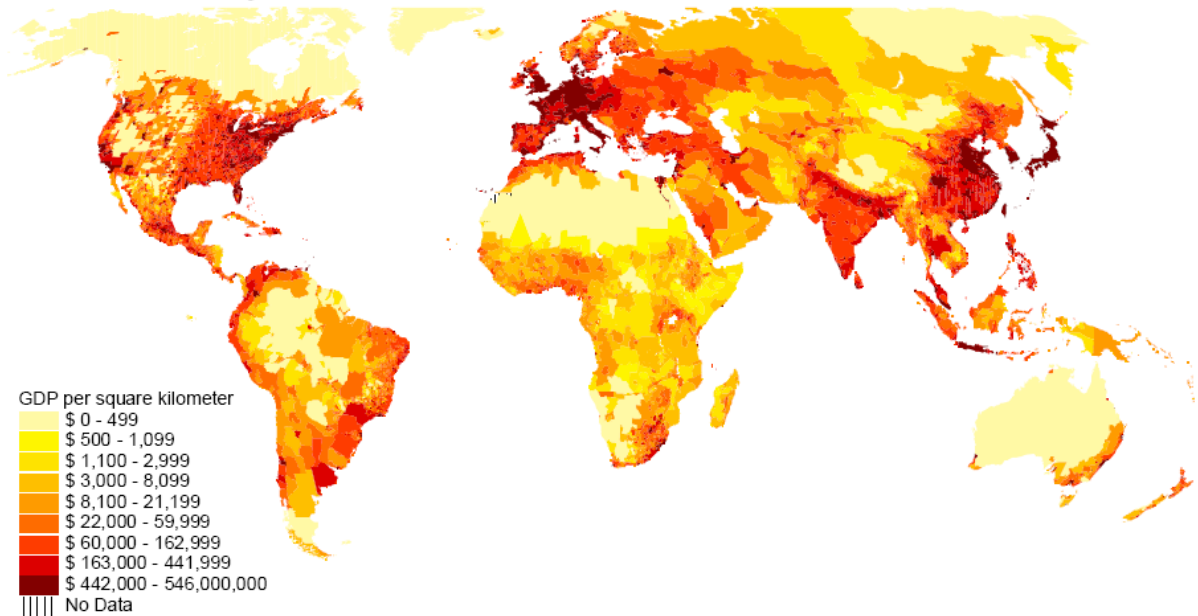 GDP per square kilometer
$ 0 - 499
$ 500 - 1,099
$ 1,100 - 2,999
$ 3,000 - 8,099
$ 8,100 - 21,199
$ 22,000 - 59,999
$ 60,000 - 162,999
$ 163,000 - 441,999
$ 442,000 - 546,000,000
No Data